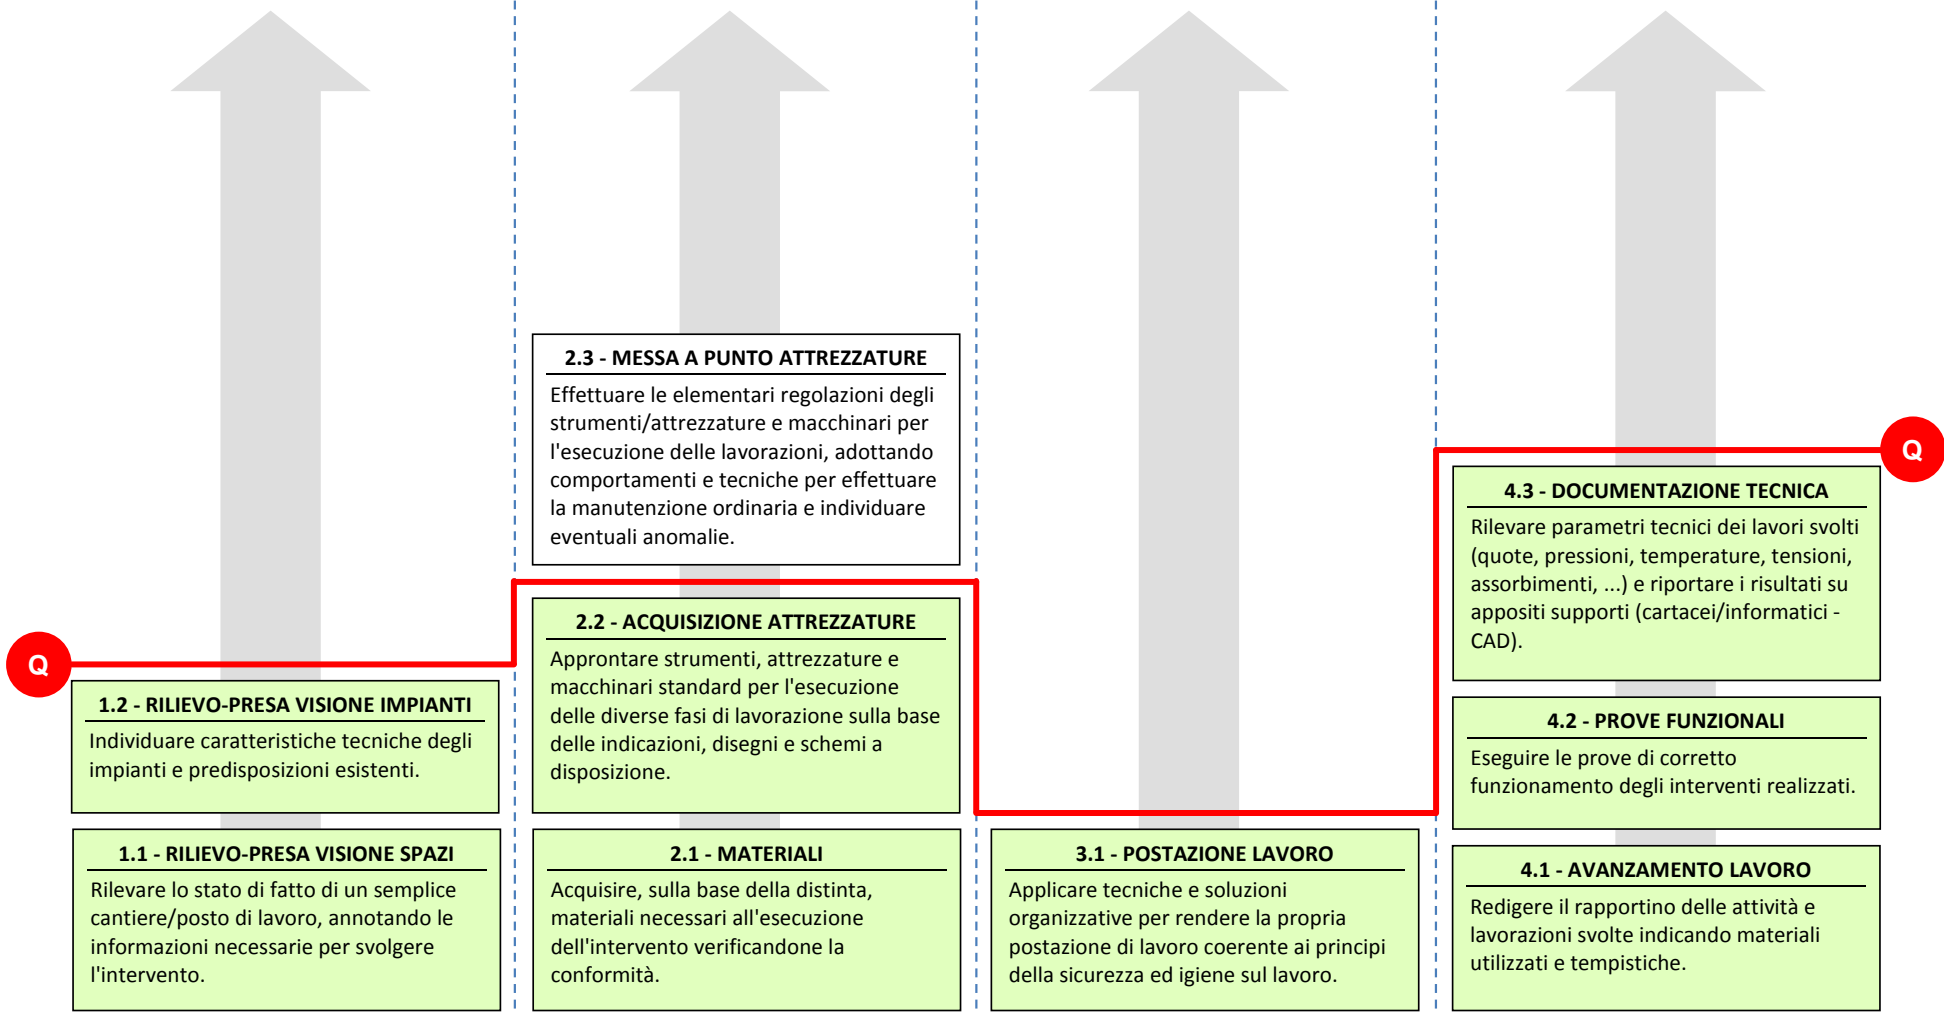 2.3 - MESSA A PUNTO ATTREZZATURE
Effettuare le elementari regolazioni degli
strumenti/attrezzature e macchinari per
l'esecuzione delle lavorazioni, adottando
comportamenti e tecniche per effettuare
la manutenzione ordinaria e individuare
eventuali anomalie.
Q
Q
1.2 - RILIEVO-PRESA VISIONE IMPIANTI
Individuare caratteristiche tecniche degli
impianti e predisposizioni esistenti.
1.1 - RILIEVO-PRESA VISIONE SPAZI
Rilevare lo stato di fatto di un semplice
cantiere/posto di lavoro, annotando le
informazioni necessarie per svolgere
l'intervento.
2.2 - ACQUISIZIONE ATTREZZATURE
Approntare strumenti, attrezzature e
macchinari standard per l'esecuzione
delle diverse fasi di lavorazione sulla base
delle indicazioni, disegni e schemi a
disposizione.
2.1 - MATERIALI
Acquisire, sulla base della distinta,
materiali necessari all'esecuzione
dell'intervento verificandone la
conformità.
3.1 - POSTAZIONE LAVORO
Applicare tecniche e soluzioni
organizzative per rendere la propria
postazione di lavoro coerente ai principi
della sicurezza ed igiene sul lavoro.
4.3 - DOCUMENTAZIONE TECNICA
Rilevare parametri tecnici dei lavori svolti
(quote, pressioni, temperature, tensioni,
assorbimenti, ...) e riportare i risultati su
appositi supporti (cartacei/informatici -
CAD).
4.2 - PROVE FUNZIONALI
Eseguire le prove di corretto
funzionamento degli interventi realizzati.
4.1 - AVANZAMENTO LAVORO
Redigere il rapportino delle attività e
lavorazioni svolte indicando materiali
utilizzati e tempistiche.